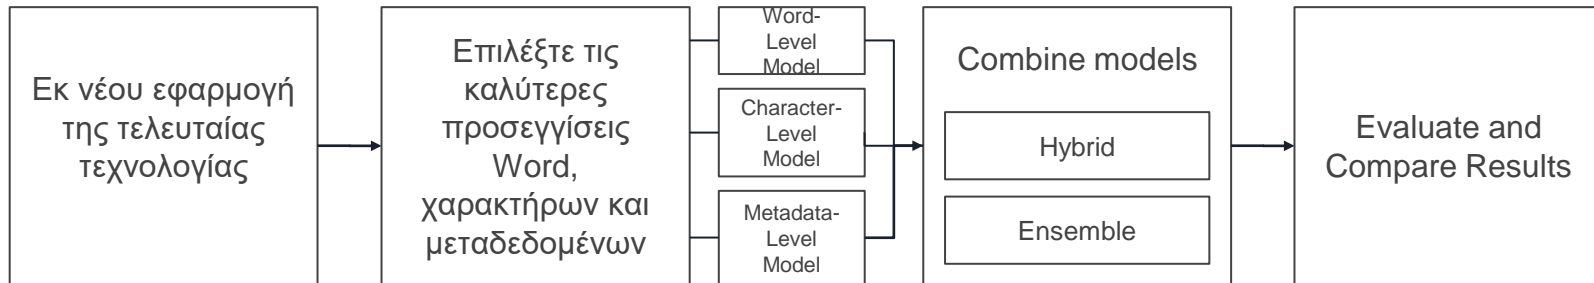 Εκ νέου εφαρμογή
της τελευταίας
τεχνολογίας
Επιλέξτε τις
καλύτερες
προσεγγίσεις
Word,
χαρακτήρων και
μεταδεδομένων
Word-
Level
Model
Character-
Level
Model
Metadata-
Level
Model
Combine models
Hybrid
Ensemble
Evaluate and
Compare Results